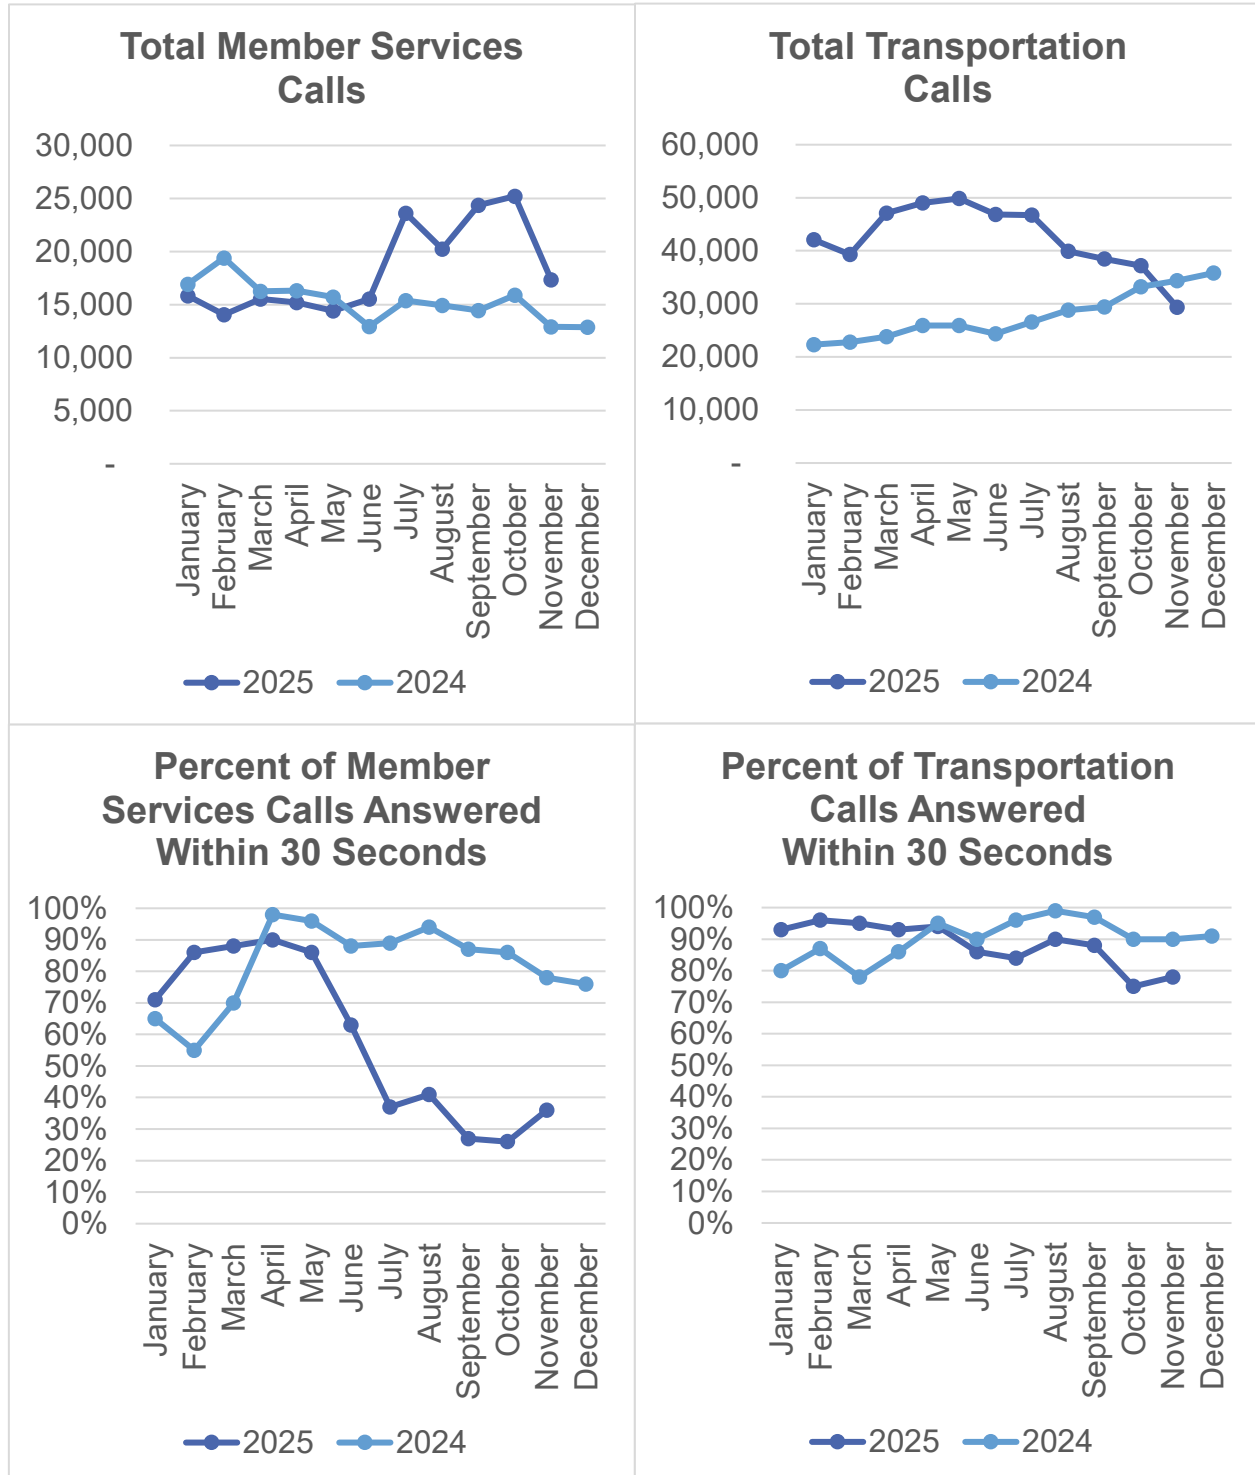 Total Member Services
Calls
30,000
25,000
20,000
15,000
10,000
5,000
-
January
February
March
April
May
June
July
August
September
October
November
December
2025
2024
Total Transportation
Calls
60,000
50,000
40,000
30,000
20,000
10,000
-
January
February
March
April
May
June
July
August
September
October
November
December
2025
2024
Percent of Member
Services Calls Answered
Within 30 Seconds
100%
90%
80%
70%
60%
50%
40%
30%
20%
10%
0%
January
February
March
April
May
June
July
August
September
October
November
December
2025
2024
Percent of Transportation
Calls Answered
Within 30 Seconds
100%
90%
80%
70%
60%
50%
40%
30%
20%
10%
0%
January
February
March
April
May
June
July
August
September
October
November
December
2025
2024